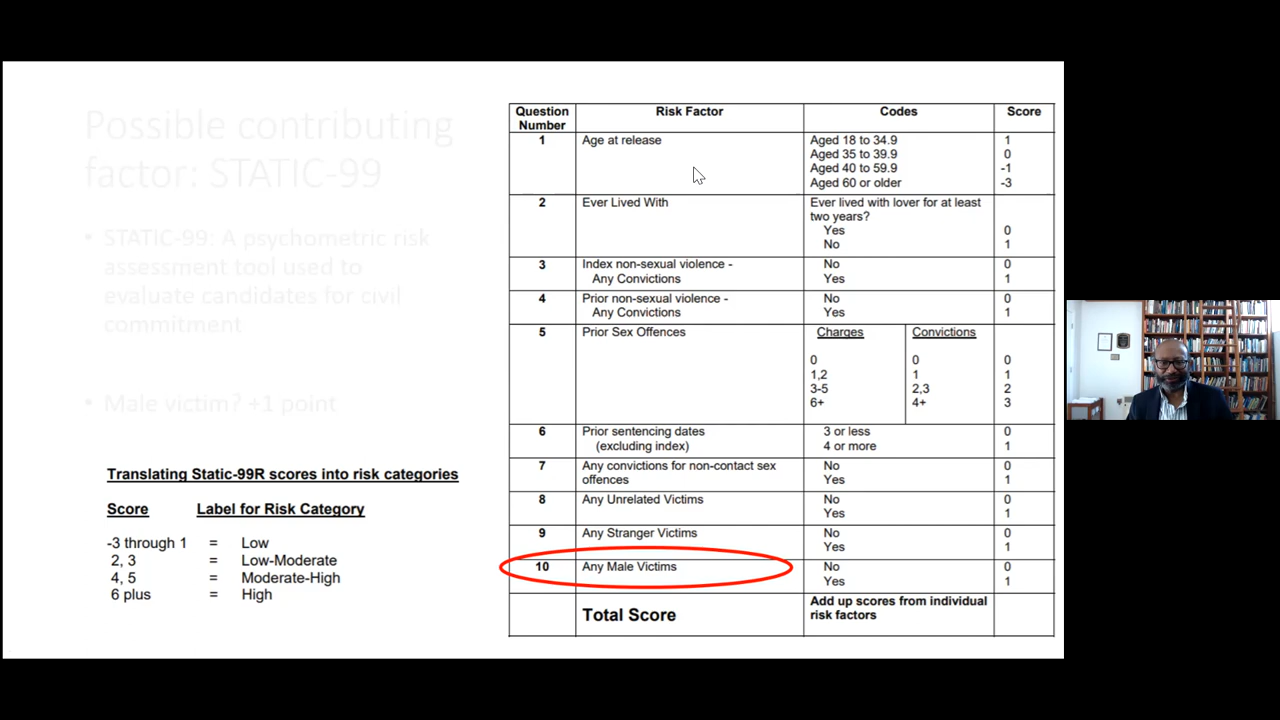 Possible contributing
factor: STATIC-99
• STATIC-99: A psychometric risk
assessment tool used to
evaluate candidates for civil
commitment
• Male victim? +1 point
Translating Static-99R scores into risk categories
Score Label for Risk Category
-3 through 1 = Low
2, 3 = Low-Moderate
4, 5 = Moderate-High
6 plus = High
Question Number Risk Factor Codes Score
1 Age at release Aged 18 to 34.9 1
Aged 35 to 39.9 0
Aged 40 to 59.9 -1
Aged 60 or older -3
2 Ever Lived With Ever lived with lover for at least
two years?
Yes 0
No 1
3 Index non-sexual violence - No 0
Any Convictions Yes 1
4 Prior non-sexual violence - No 0
Any Convictions Yes 1
5 Prior Sex Offences Charges Convictions
0 0 0
1,2 1 1
3-5 2,3 2
6+ 4+ 3
6 Prior sentencing dates 3 or less 0
(excluding index) 4 or more 1
7 Any convictions for non-contact sex No 0
offences Yes 1
8 Any Unrelated Victims No 0
Yes 1
9 Any Stranger Victims No 0
Yes 1
10 Any Male Victims No 0
Yes 1
Total Score Add up scores from individual
risk factors